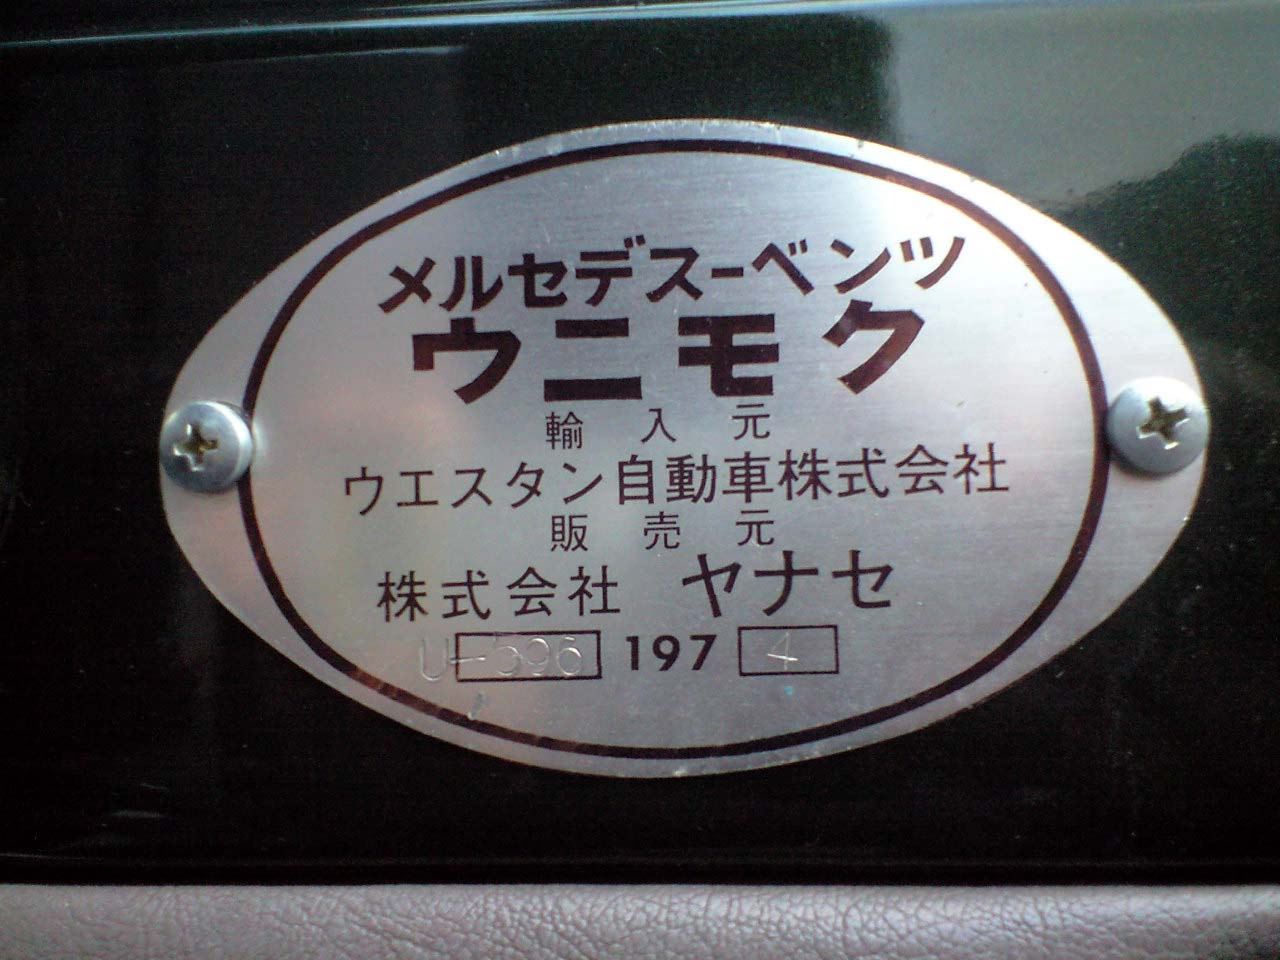 メルセデスーベンツ
ウニモク
輸入元
ウエスタン自動車株式会社
販売元
株式会社 ヤナセ
U-596 197 4